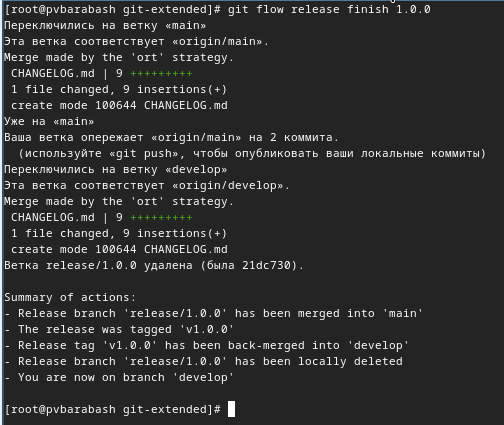 [root@pvbarabash git-extended]# git flow release finish 1.0.0
Переключились на ветку «main»
Эта ветка соответствует «origin/main».
Merge made by the 'ort' strategy.
 CHANGELOG.md | 9 +++++++++
 1 file changed, 9 insertions(+)
 create mode 100644 CHANGELOG.md
Уже на «main»
Ваша ветка опережает «origin/main» на 2 коммита.
  (используйте «git push», чтобы опубликовать ваши локальные коммиты)
Переключились на ветку «develop»
Эта ветка соответствует «origin/develop».
Merge made by the 'ort' strategy.
 CHANGELOG.md | 9 +++++++++
 1 file changed, 9 insertions(+)
 create mode 100644 CHANGELOG.md
Ветка release/1.0.0 удалена (была 21dc730).

Summary of actions:
- Release branch 'release/1.0.0' has been merged into 'main'
- The release was tagged 'v1.0.0'
- Release tag 'v1.0.0' has been back-merged into 'develop'
- Release branch 'release/1.0.0' has been locally deleted
- You are now on branch 'develop'

[root@pvbarabash git-extended]#